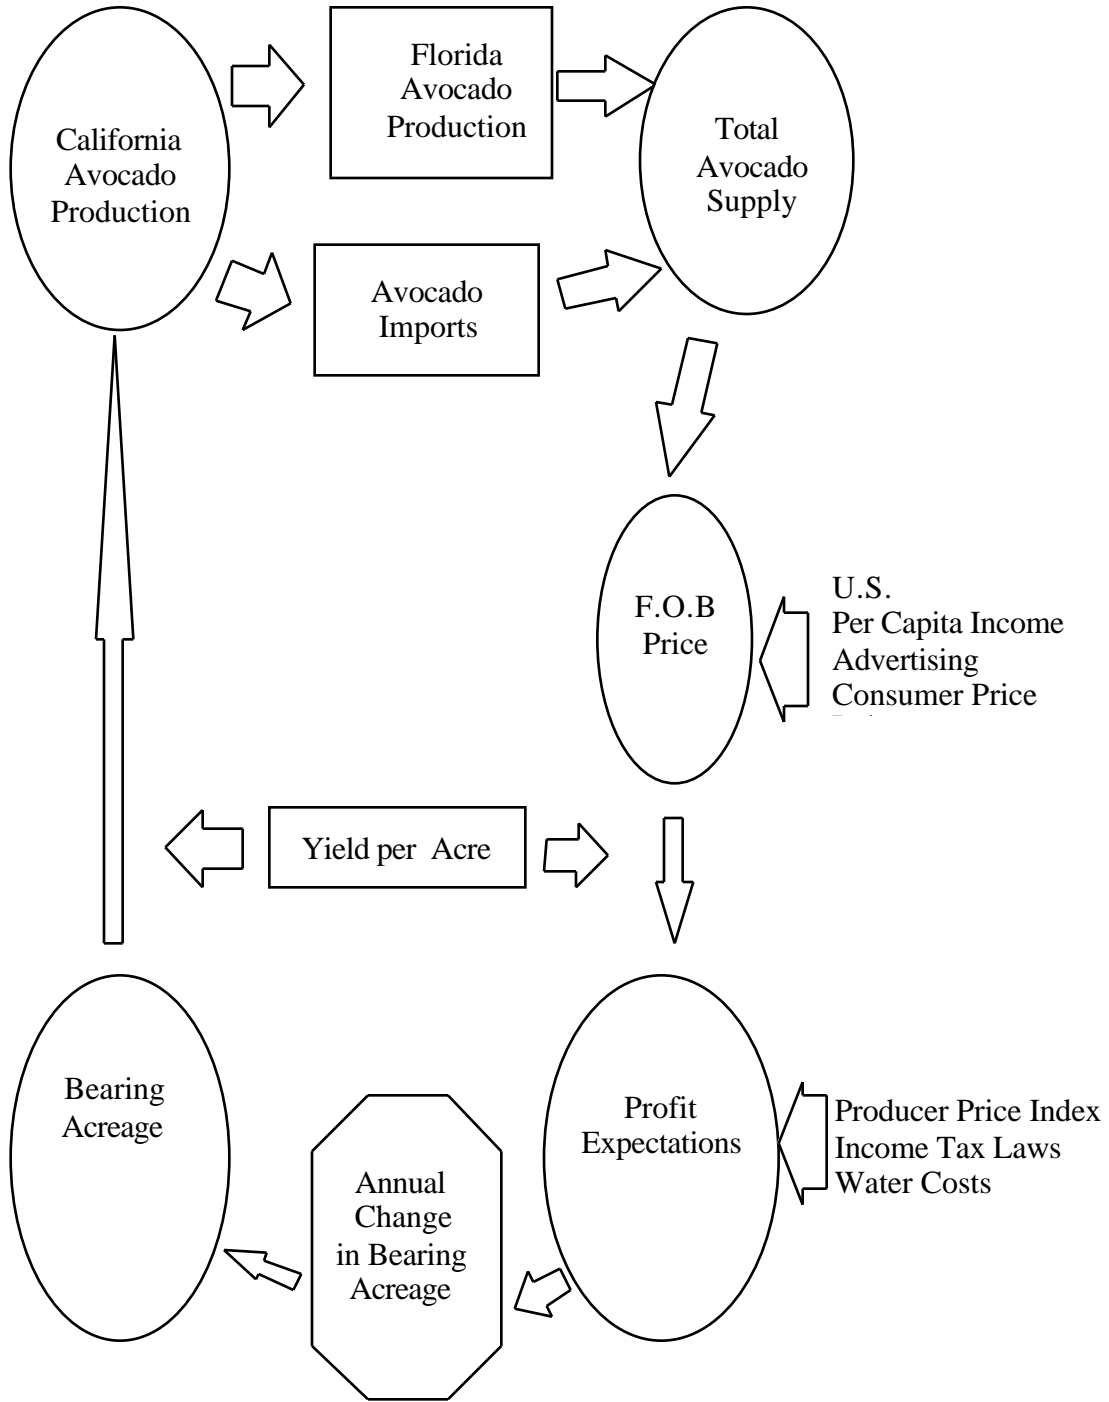 Florida
Avocado
Production
California
Avocado
Production
Total
Avocado
Supply
Avocado
Imports
F.O.B
Price
U.S.
Per Capita Income
Advertising
Consumer Price
Yield per Acre
Bearing
Acreage
Profit
Expectations
Producer Price Index
Income Tax Laws
Water Costs
Annual
Change
in Bearing
Acreage